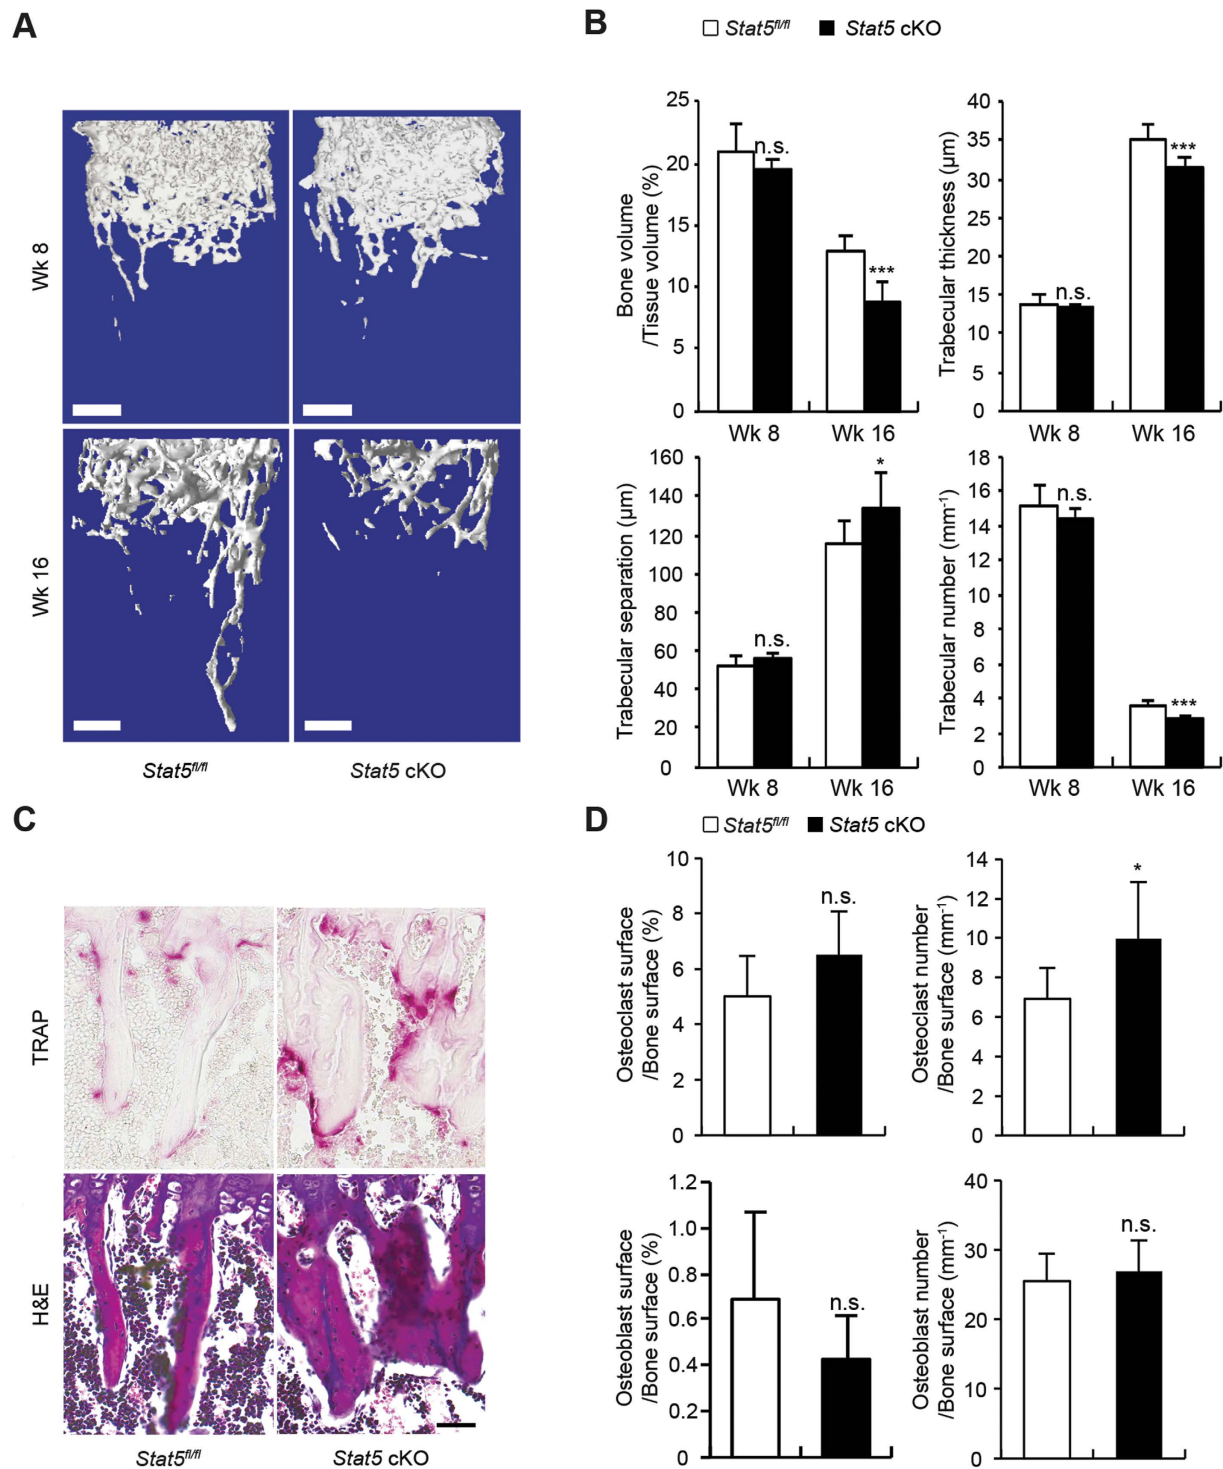 A
Wk 8
Wk 16
Stat5fl/fl
Stat5 cKO
B
Stat5fl/fl
Stat5 cKO
Bone volume
/Tissue volume (%)
25
20
15
10
5
0
n.s.
***
Wk 8
Wk 16
Trabecular thickness (µm)
40
35
30
25
20
15
10
5
0
n.s.
***
Wk 8
Wk 16
Trabecular separation (µm)
160
140
120
100
80
60
40
20
0
n.s.
*
Wk 8
Wk 16
Trabecular number (mm-1)
18
16
14
12
10
8
6
4
2
0
n.s.
***
Wk 8
Wk 16
C
TRAP
H&E
Stat5fl/fl
Stat5 cKO
D
Stat5fl/fl
Stat5 cKO
Osteoclast surface
/Bone surface (%)
10
8
6
4
2
0
n.s.
Osteoclast number
/Bone surface (mm-1)
14
12
10
8
6
4
2
0
*
Osteoblast surface
/Bone surface (%)
1.2
1.0
0.8
0.6
0.4
0.2
0
n.s.
Osteoblast number
/Bone surface (mm-1)
40
30
20
10
0
n.s.